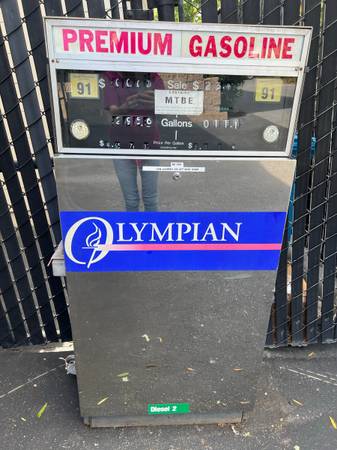 PREMIUM GASOLINE
$ Sale $
91 MTBE 91
Gallons
Price Per Gallon
OLYMPIAN
Diesel 2